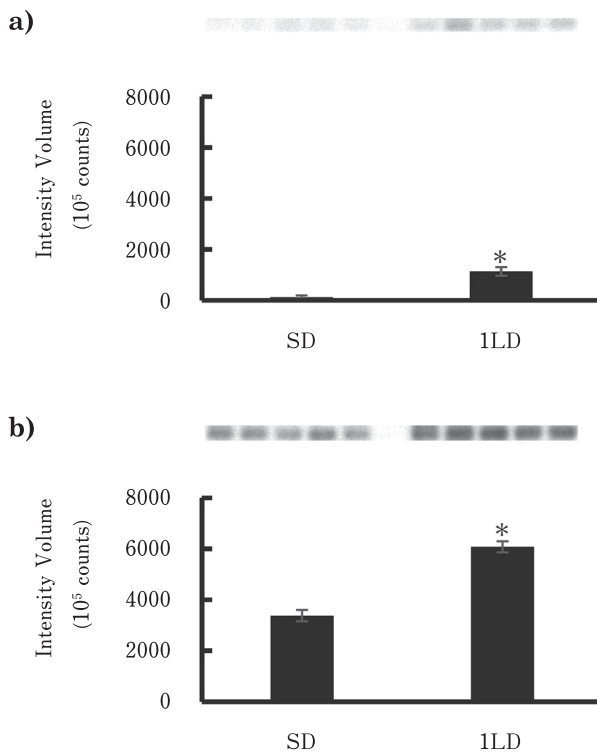 a)
Intensity Volume
(10⁵ counts)
8000
6000
4000
2000
0
*
SD 1LD
b)
Intensity Volume
(10⁵ counts)
8000
6000
4000
2000
0
*
SD 1LD